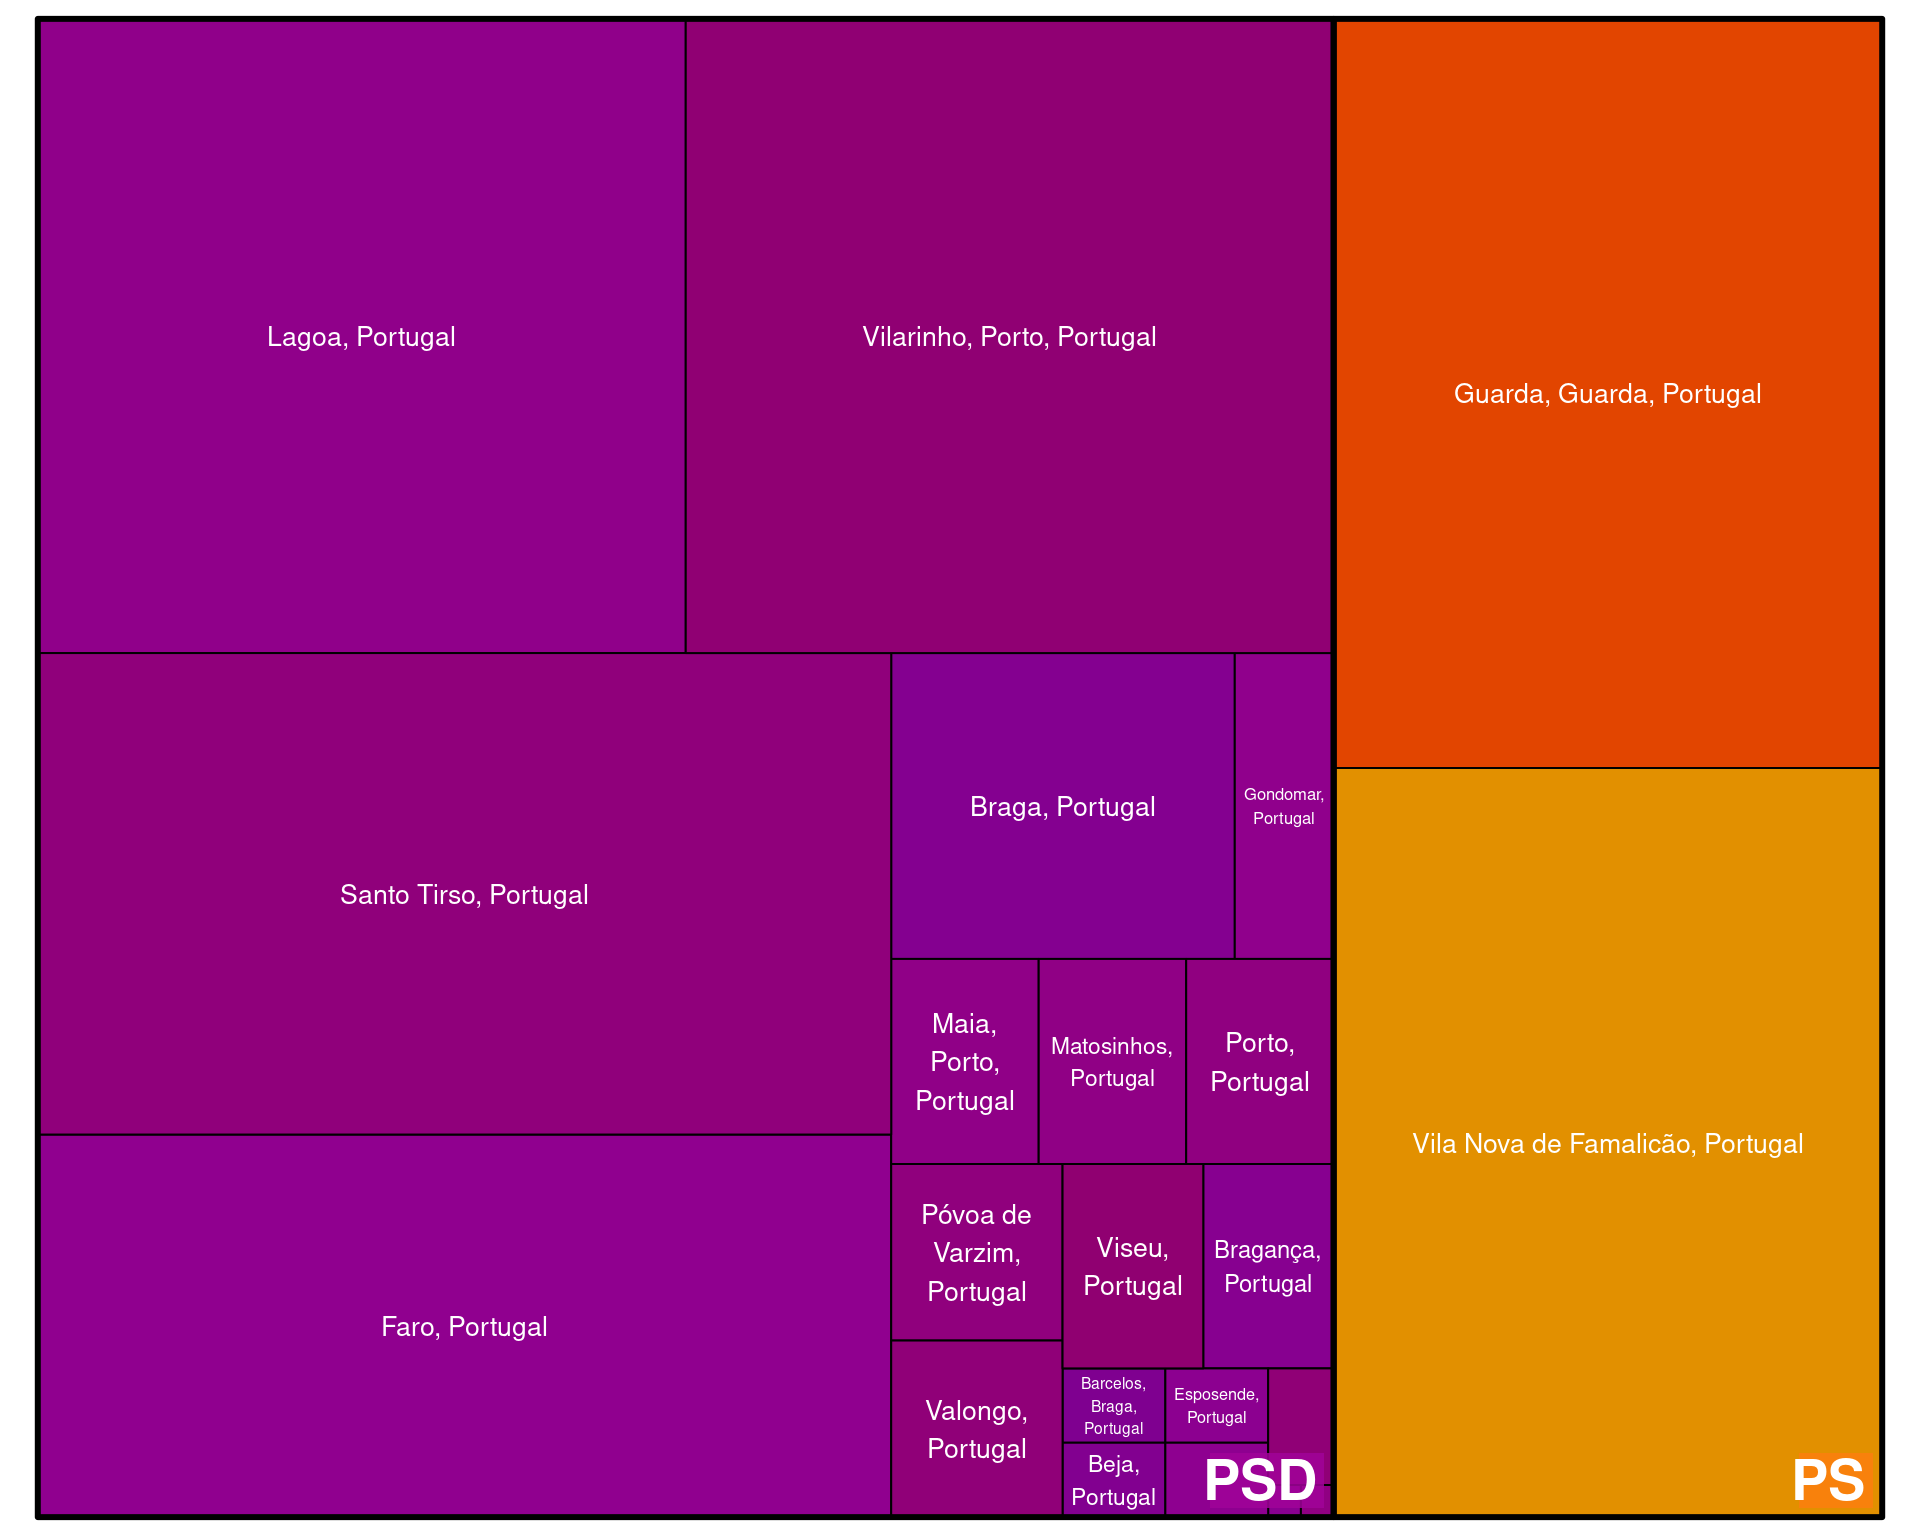 Lagoa, Portugal
Vilarinho, Porto, Portugal
Guarda, Guarda, Portugal
Santo Tirso, Portugal
Braga, Portugal
Gondomar,
Portugal
Maia,
Porto,
Portugal
Matosinhos,
Portugal
Porto,
Portugal
Vila Nova de Famalicão, Portugal
Faro, Portugal
Póvoa de
Varzim,
Portugal
Viseu,
Portugal
Bragança,
Portugal
Valongo,
Portugal
Barcelos,
Braga,
Portugal
Esposende,
Portugal
Beja,
Portugal
PSD
PS